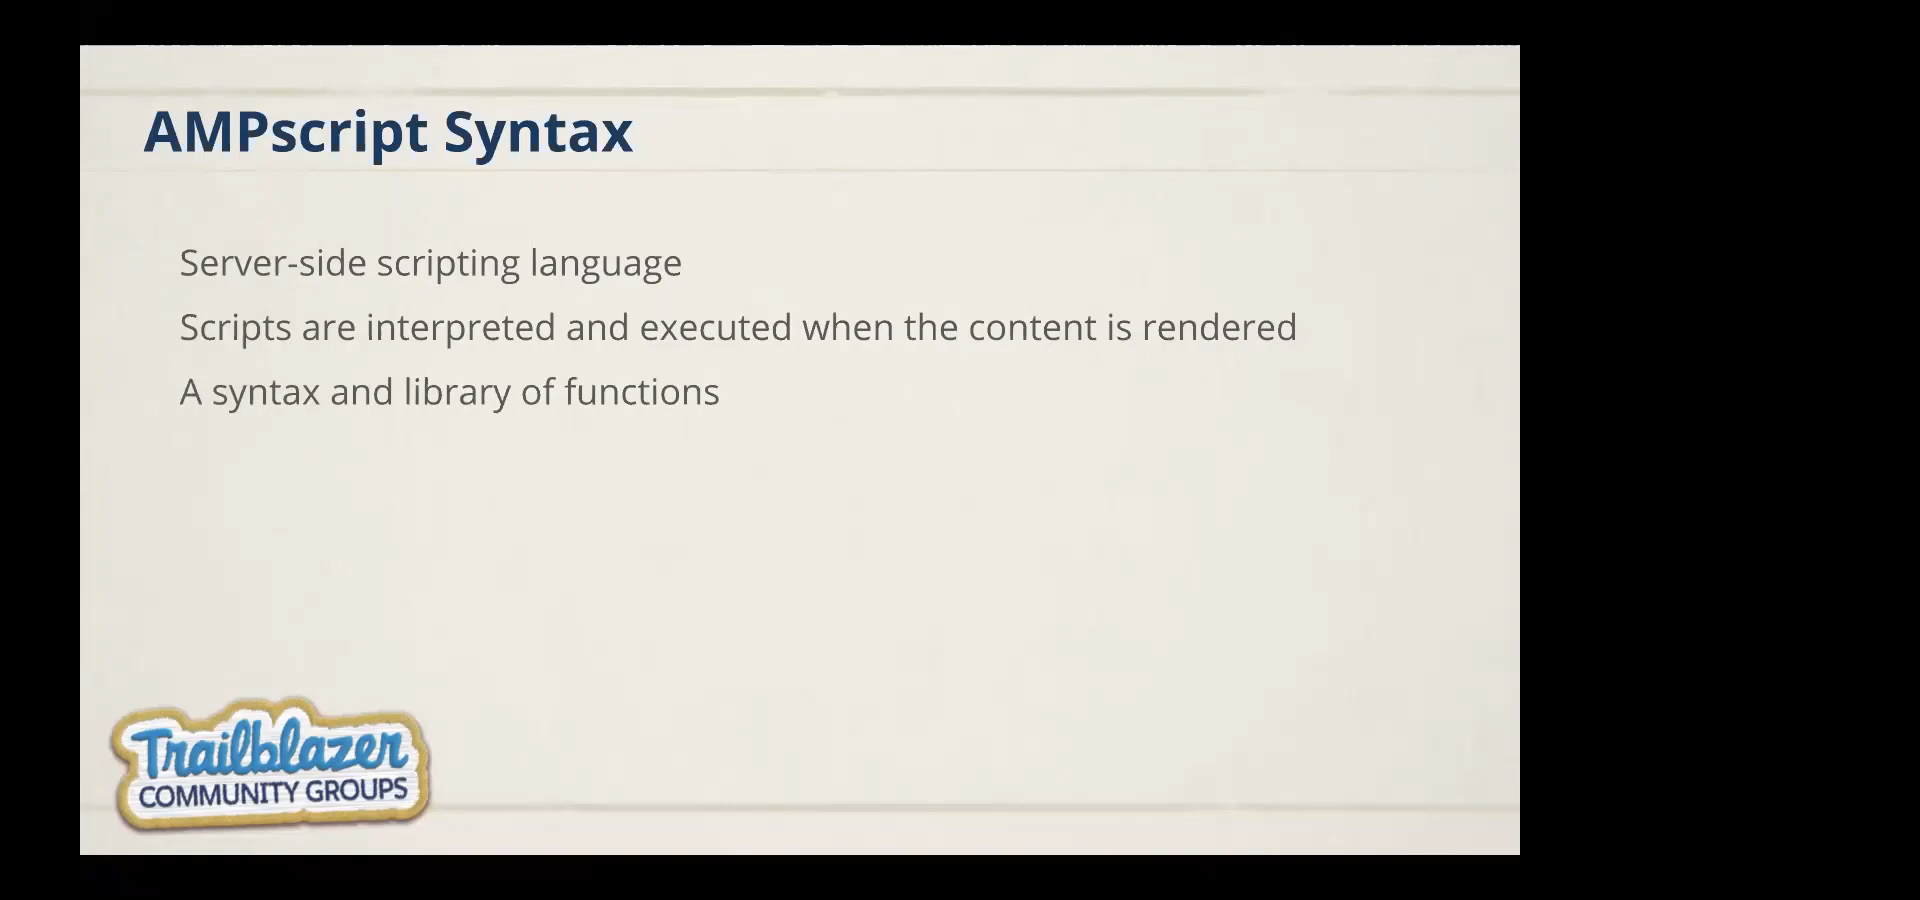 AMPscript Syntax
Server-side scripting language
Scripts are interpreted and executed when the content is rendered
A syntax and library of functions
Trailblazer
COMMUNITY GROUPS